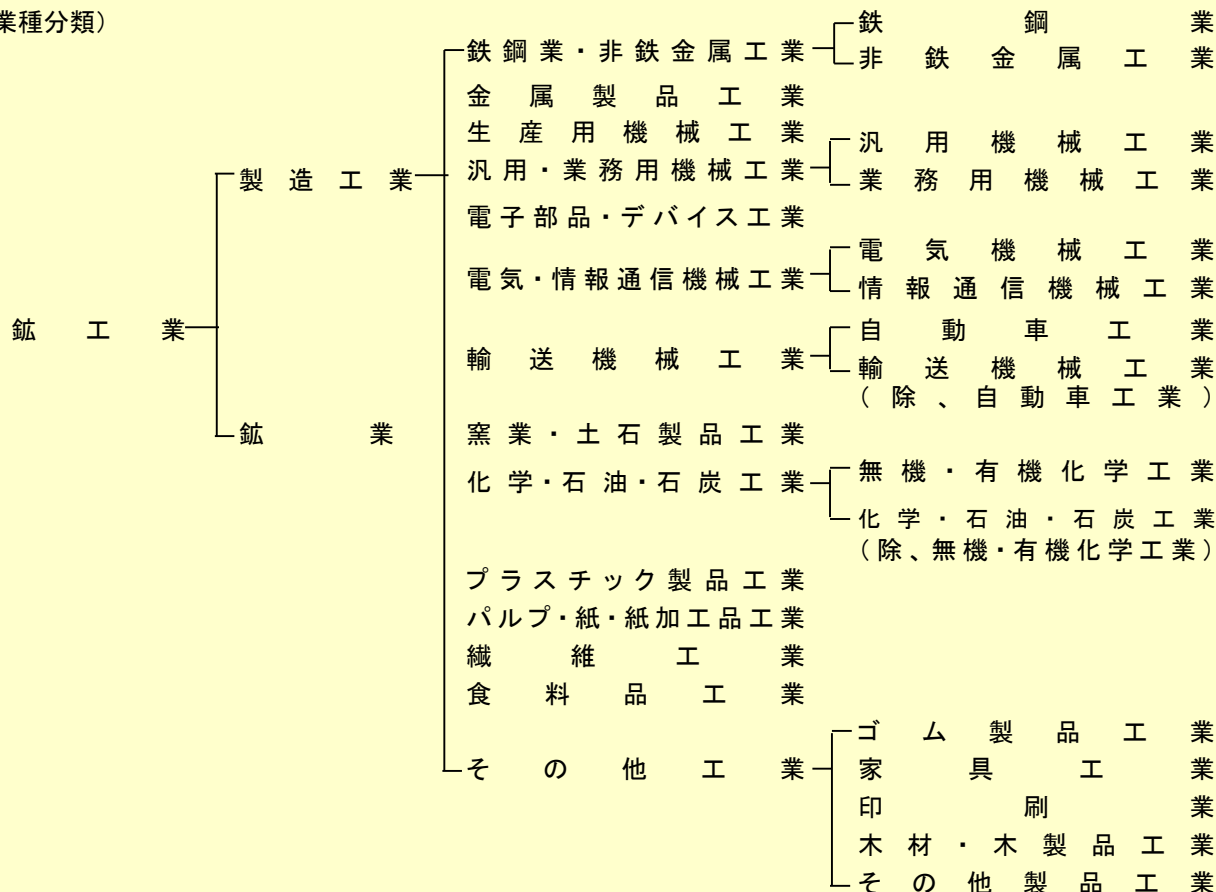 業種分類)
鉄鋼業
鉄鋼業・非鉄金属工業
非鉄金属工業
金属製品工業
生産用機械工業
汎用機械工業
汎用・業務用機械工業
製造工業
業務用機械工業
電子部品・デバイス工業
電気機械工業
電気・情報通信機械工業
情報通信機械工業
鉱工業
自動車工業
輸送機械工業
輸送機械工業
(除、自動車工業)
鉱業
窯業・土石製品工業
無機・有機化学工業
化学・石油・石炭工業
化学・石油・石炭工業
(除、無機・有機化学工業)
プラスチック製品工業
パルプ・紙・紙加工品工業
繊維工業
食料品工業
ゴム製品工業
その他工業
家具工業
印刷業
木材・木製品工業
その他製品工業